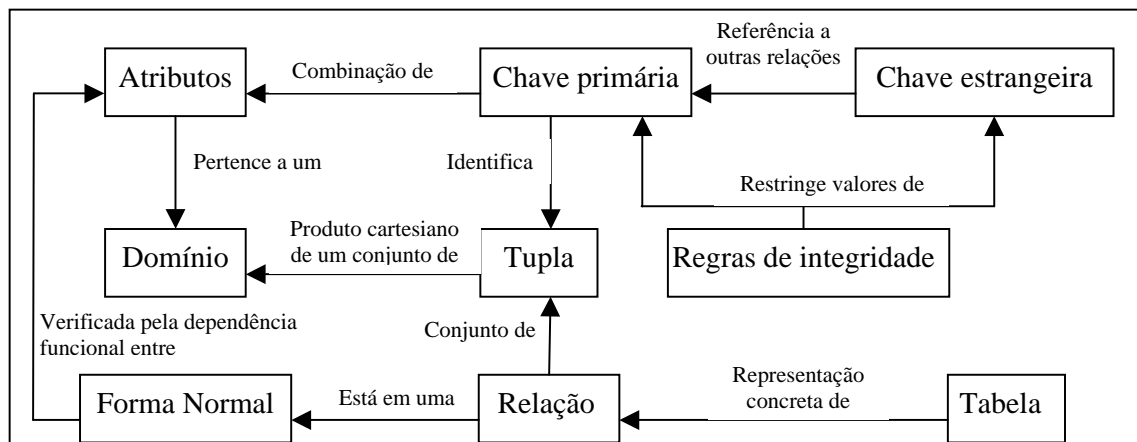 Referência a
outras relações
Atributos
Combinação de
Chave primária
Chave estrangeira
Pertence a um
Identifica
Restringe valores de
Produto cartesiano
de um conjunto de
Domínio
Tupla
Regras de integridade
Verificada pela dependência
funcional entre
Conjunto de
Representação
concreta de
Forma Normal
Está em uma
Relação
Tabela